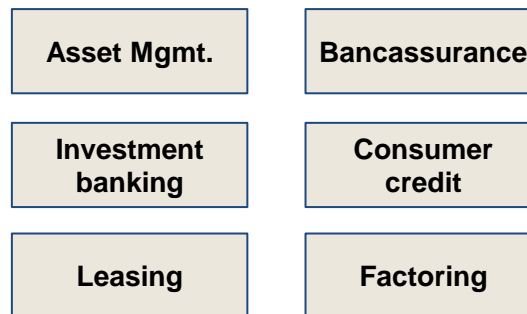 Asset Mgmt.
Bancassurance
Investment
banking
Consumer
credit
Leasing
Factoring